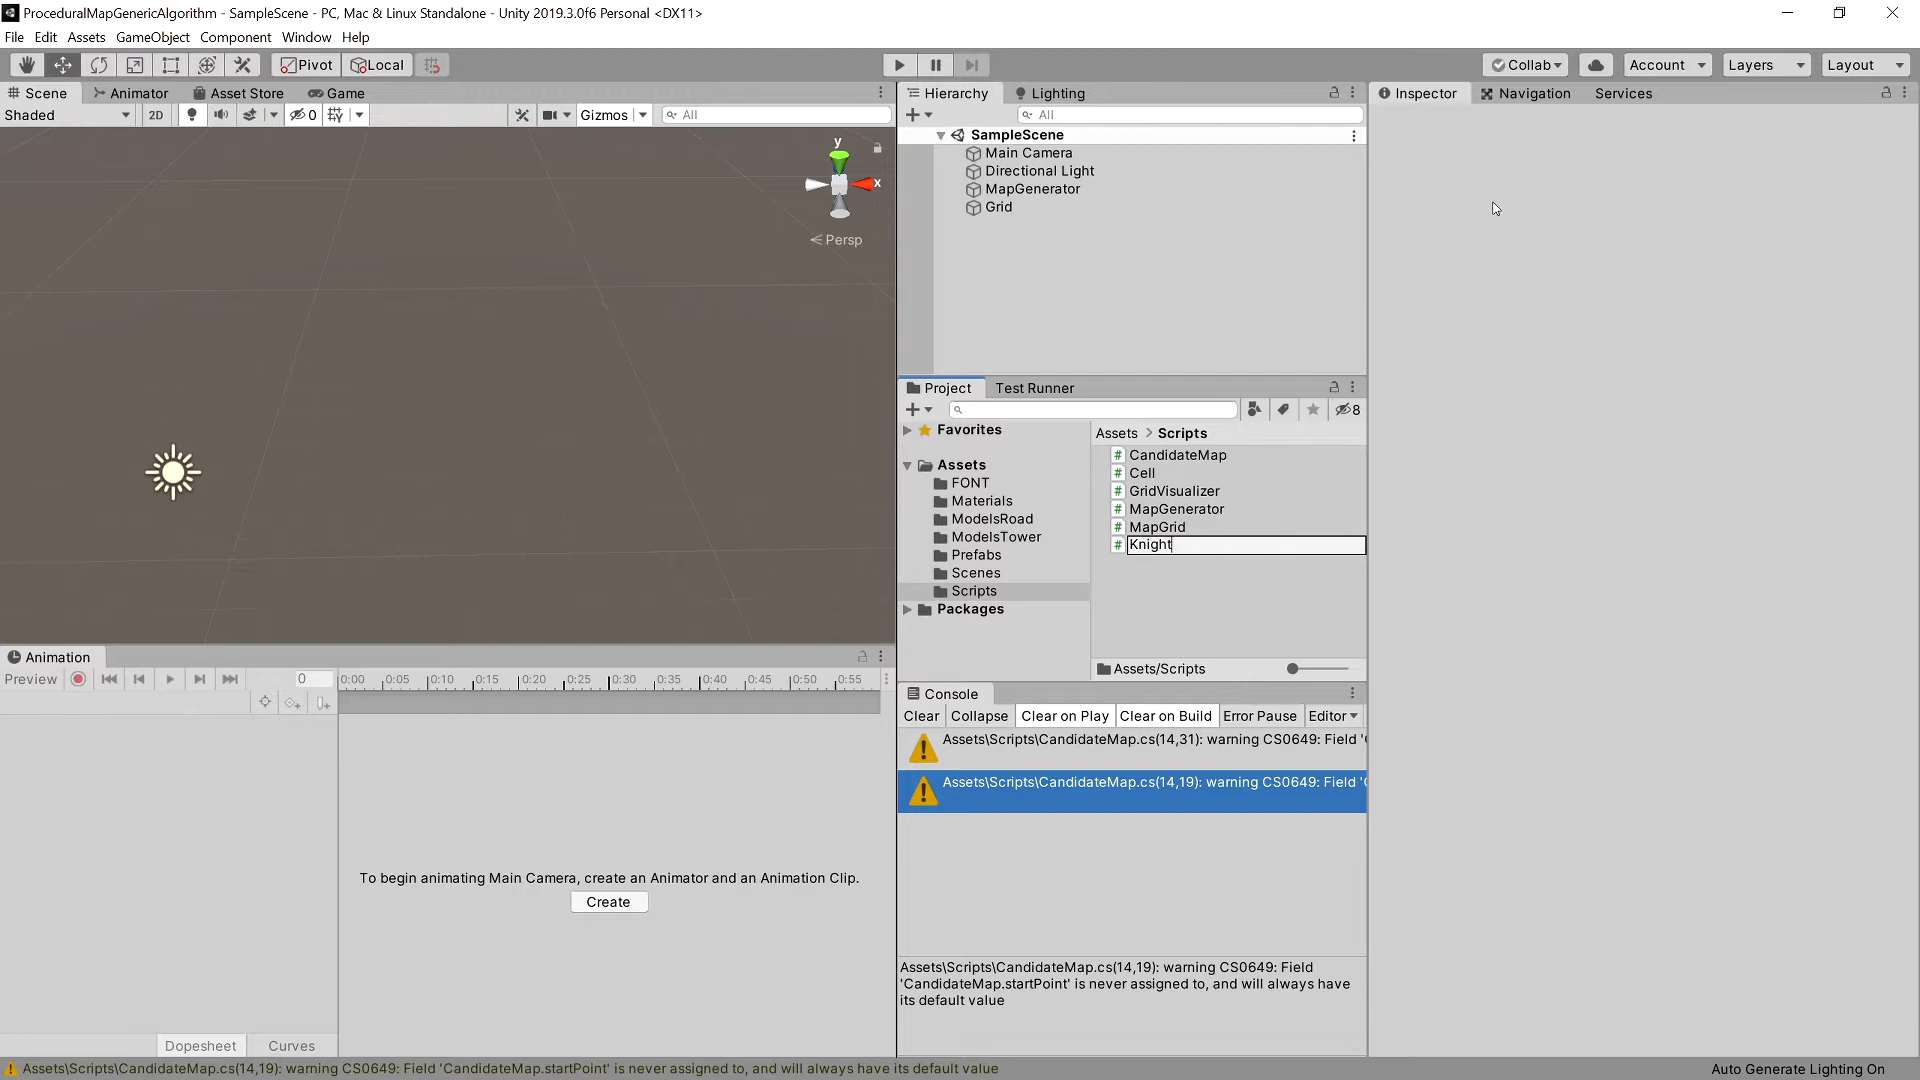 ProceduralMapGenericAlgorithm - SampleScene - PC, Mac & Linux Standalone - Unity 2019.3.0f6 Personal <DX11>
File Edit Assets GameObject Component Window Help
Pivot Local Collab Account Layers Layout
Scene Animator Asset Store Game
Shaded 2D 0 Gizmos All
y
x
Persp
Hierarchy Lighting
All
SampleScene
Main Camera
Directional Light
MapGenerator
Grid
Inspector Navigation Services
Project Test Runner
8
Favorites
Assets
FONT
Materials
ModelsRoad
ModelsTower
Prefabs
Scenes
Scripts
Packages
Assets > Scripts
CandidateMap
Cell
GridVisualizer
MapGenerator
MapGrid
Knight
Assets/Scripts
Animation
Preview 0 0:00 0:05 0:10 0:15 0:20 0:25 0:30 0:35 0:40 0:45 0:50 0:55
To begin animating Main Camera, create an Animator and an Animation Clip.
Create
Dopesheet Curves
Console
Clear Collapse Clear on Play Clear on Build Error Pause Editor
Assets\Scripts\CandidateMap.cs(14,31): warning CS0649: Field '
Assets\Scripts\CandidateMap.cs(14,19): warning CS0649: Field '
Assets\Scripts\CandidateMap.cs(14,19): warning CS0649: Field
'CandidateMap.startPoint' is never assigned to, and will always have
its default value
Assets\Scripts\CandidateMap.cs(14,19): warning CS0649: Field 'CandidateMap.startPoint' is never assigned to, and will always have its default value
Auto Generate Lighting On